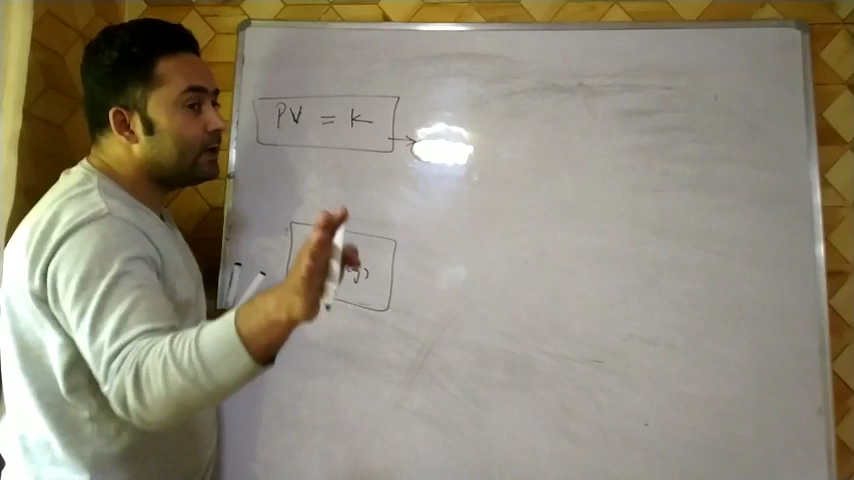 PV = K